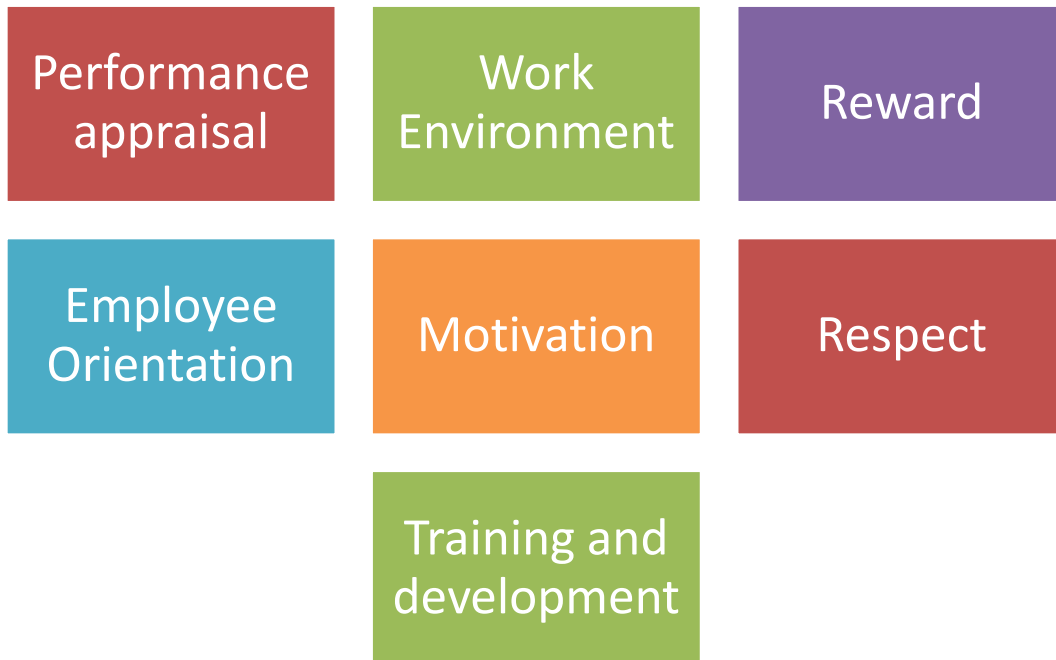 Performance
appraisal
Work
Environment
Reward
Employee
Orientation
Motivation
Respect
Training and
development